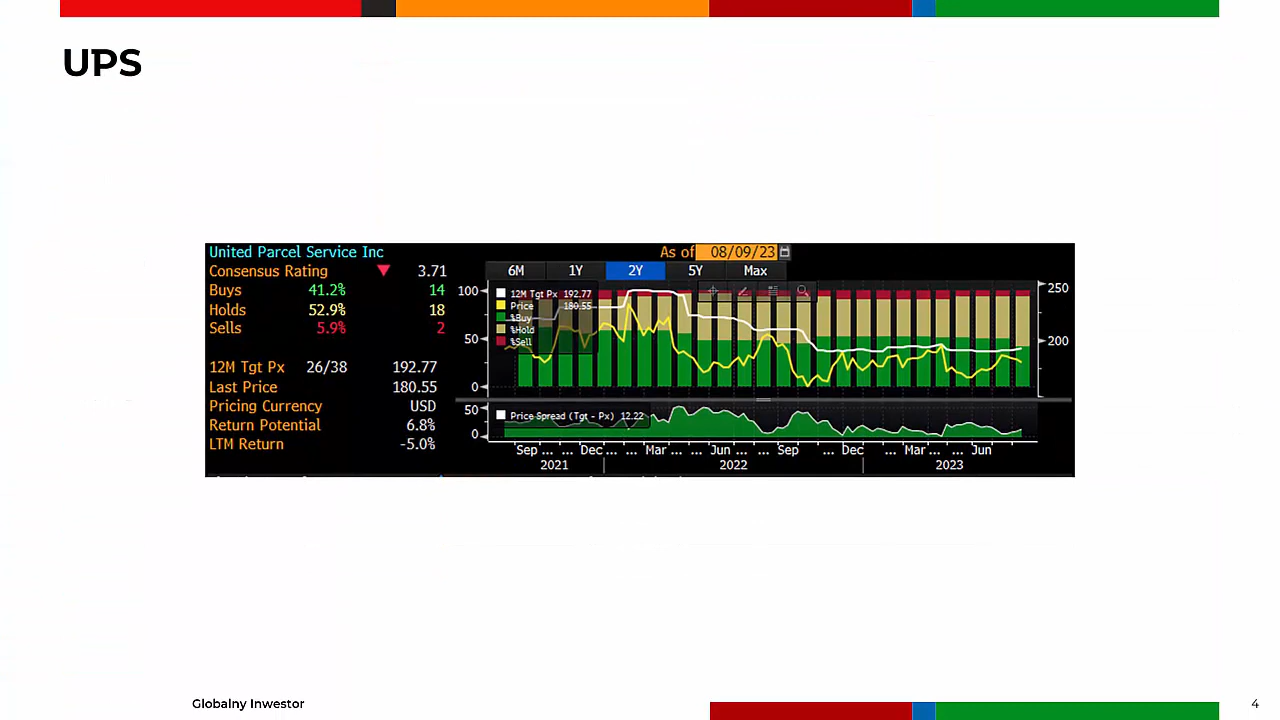 UPS
United Parcel Service Inc
As of 08/09/23
Consensus Rating 3.71
Buys 41.2% 14
Holds 52.9% 18
Sells 5.9% 2
12M Tgt Px 26/38 192.77
Last Price 180.55
Pricing Currency USD
Return Potential 6.8%
LTM Return -5.0%
6M 1Y 2Y 5Y Max
12M Tgt Px 192.77
Price 180.55
%Buy
%Hold
%Sell
100
50
0
250
200
Price Spread (Tgt - Px) 12.22
50
0
Sep ... Dec ... Mar ... Jun ... Sep ... Dec ... Mar ... Jun
2021 2022 2023
Globalny Inwestor
4